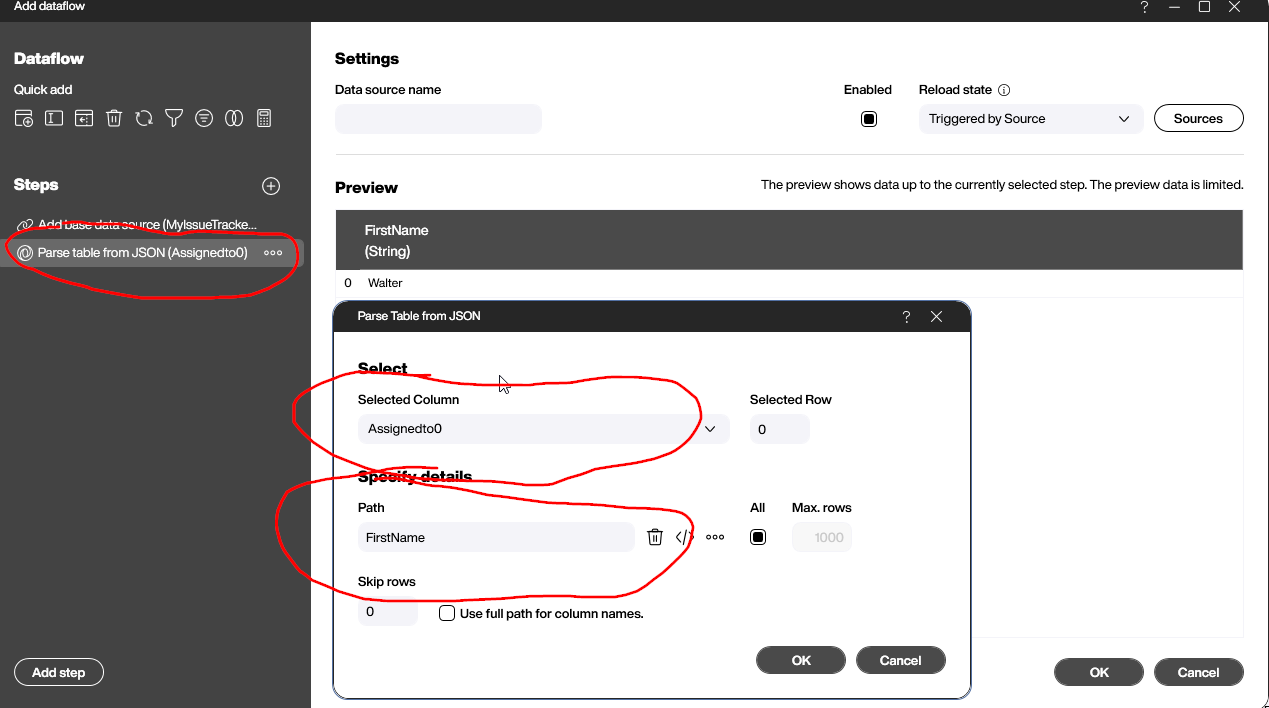 Add dataflow
?
Dataflow
Quick add
Steps
Add base data source (MyIssueTracke...
Parse table from JSON (Assignedto0)
Add step
Settings
Data source name
Enabled
Reload state
Triggered by Source
Sources
Preview
The preview shows data up to the currently selected step. The preview data is limited.
FirstName
(String)
0 Walter
Parse Table from JSON ?
Select
Selected Column
Selected Row
Assignedto0
0
Specify details
Path
All
Max. rows
FirstName
</>
1000
Skip rows
0
Use full path for column names.
OK
Cancel
OK
Cancel